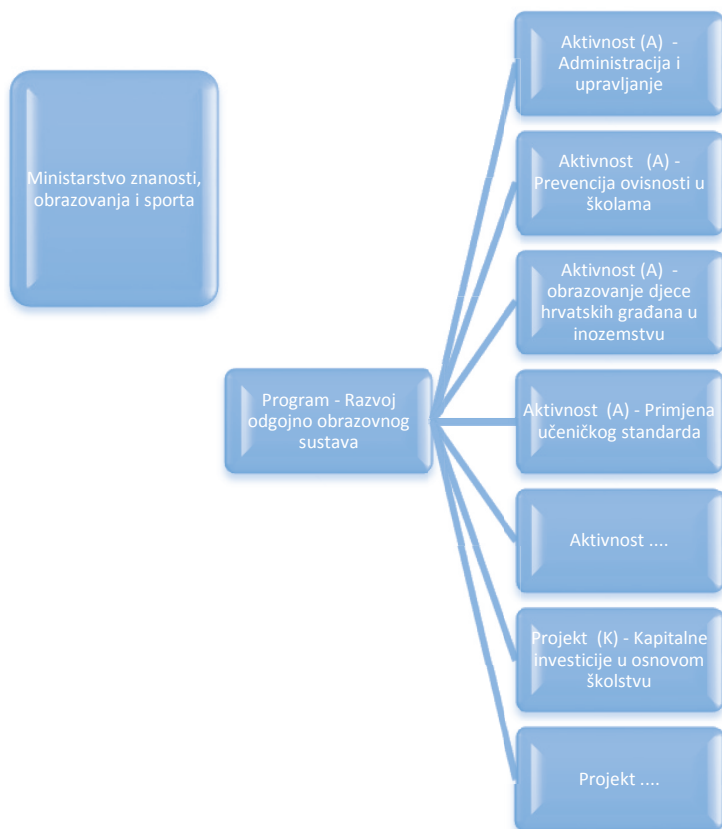 Ministarstvo znanosti,
obrazovanja i sporta
Program - Razvoj
odgojno obrazovnog
sustava
Aktivnost (A) -
Administracija i
upravljanje
Aktivnost (A) -
Prevencija ovisnosti u
školama
Aktivnost (A) -
obrazovanje djece
hrvatskih građana u
inozemstvu
Aktivnost (A) - Primjena
učeničkog standarda
Aktivnost ....
Projekt (K) - Kapitalne
investicije u osnovom
školstvu
Projekt ....